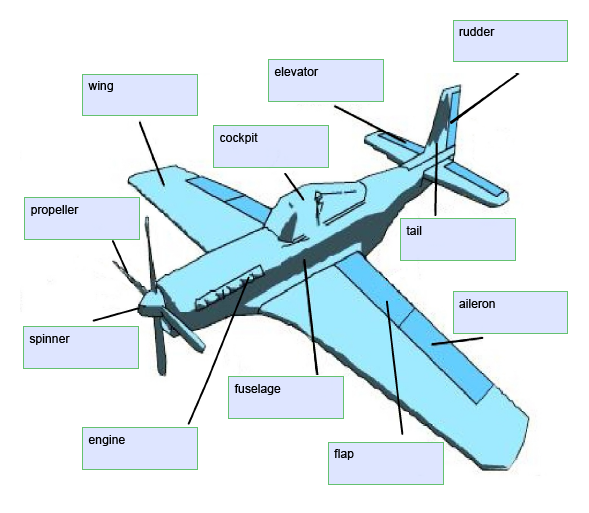 rudder
elevator
wing
cockpit
propeller
tail
aileron
spinner
fuselage
engine
flap